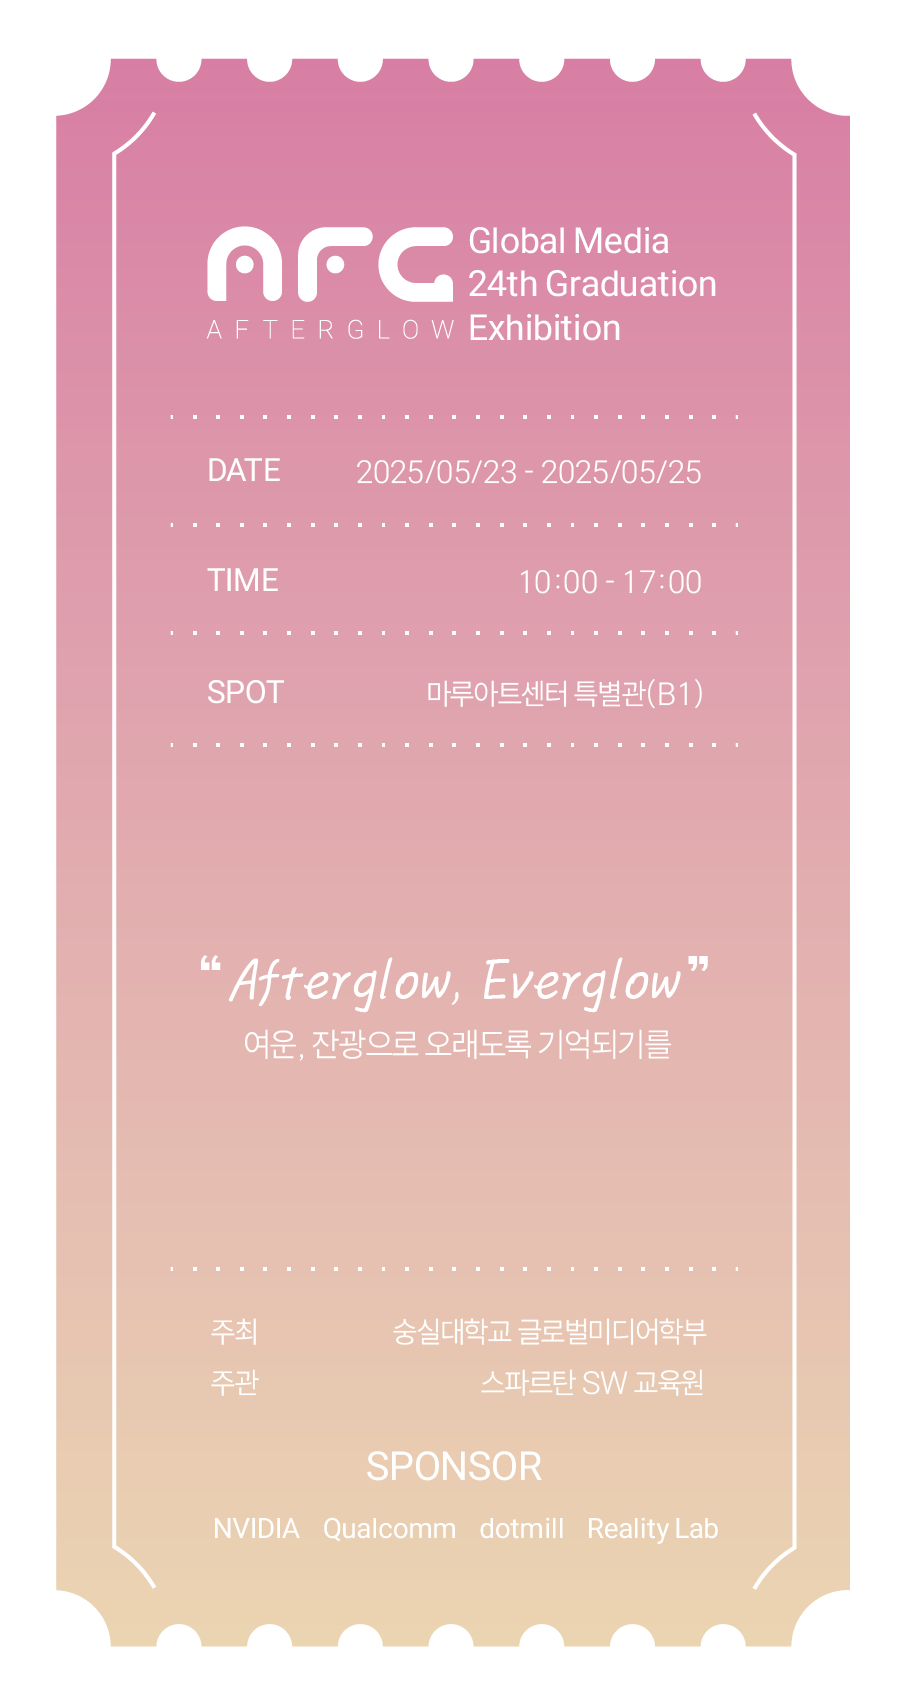 AFG
AFTERGLOW
Global Media
24th Graduation
Exhibition
DATE 2025/05/23 - 2025/05/25
TIME 10:00 - 17:00
SPOT 마루아트센터 특별관(B1)
“Afterglow, Everglow”
여운, 잔광으로 오래도록 기억되기를
주최 숭실대학교 글로벌미디어학부
주관 스파르탄 SW 교육원
SPONSOR
NVIDIA Qualcomm dotmill Reality Lab